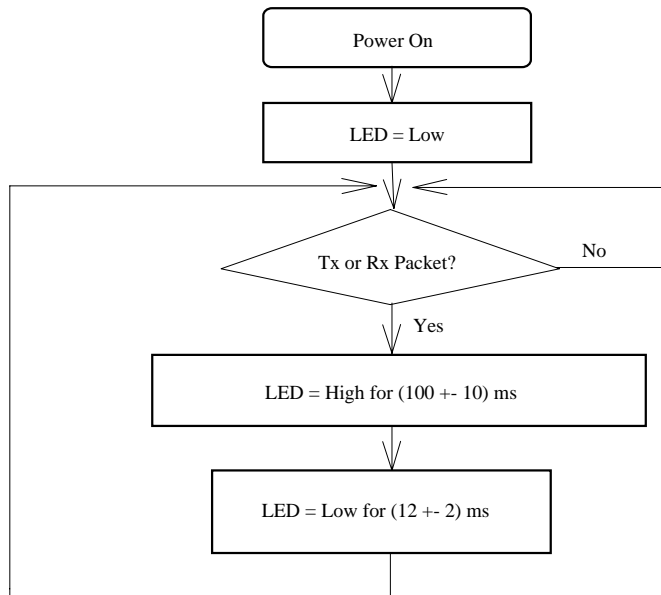 Power On
LED = Low
Tx or Rx Packet?
No
Yes
LED = High for (100 +- 10) ms
LED = Low for (12 +- 2) ms